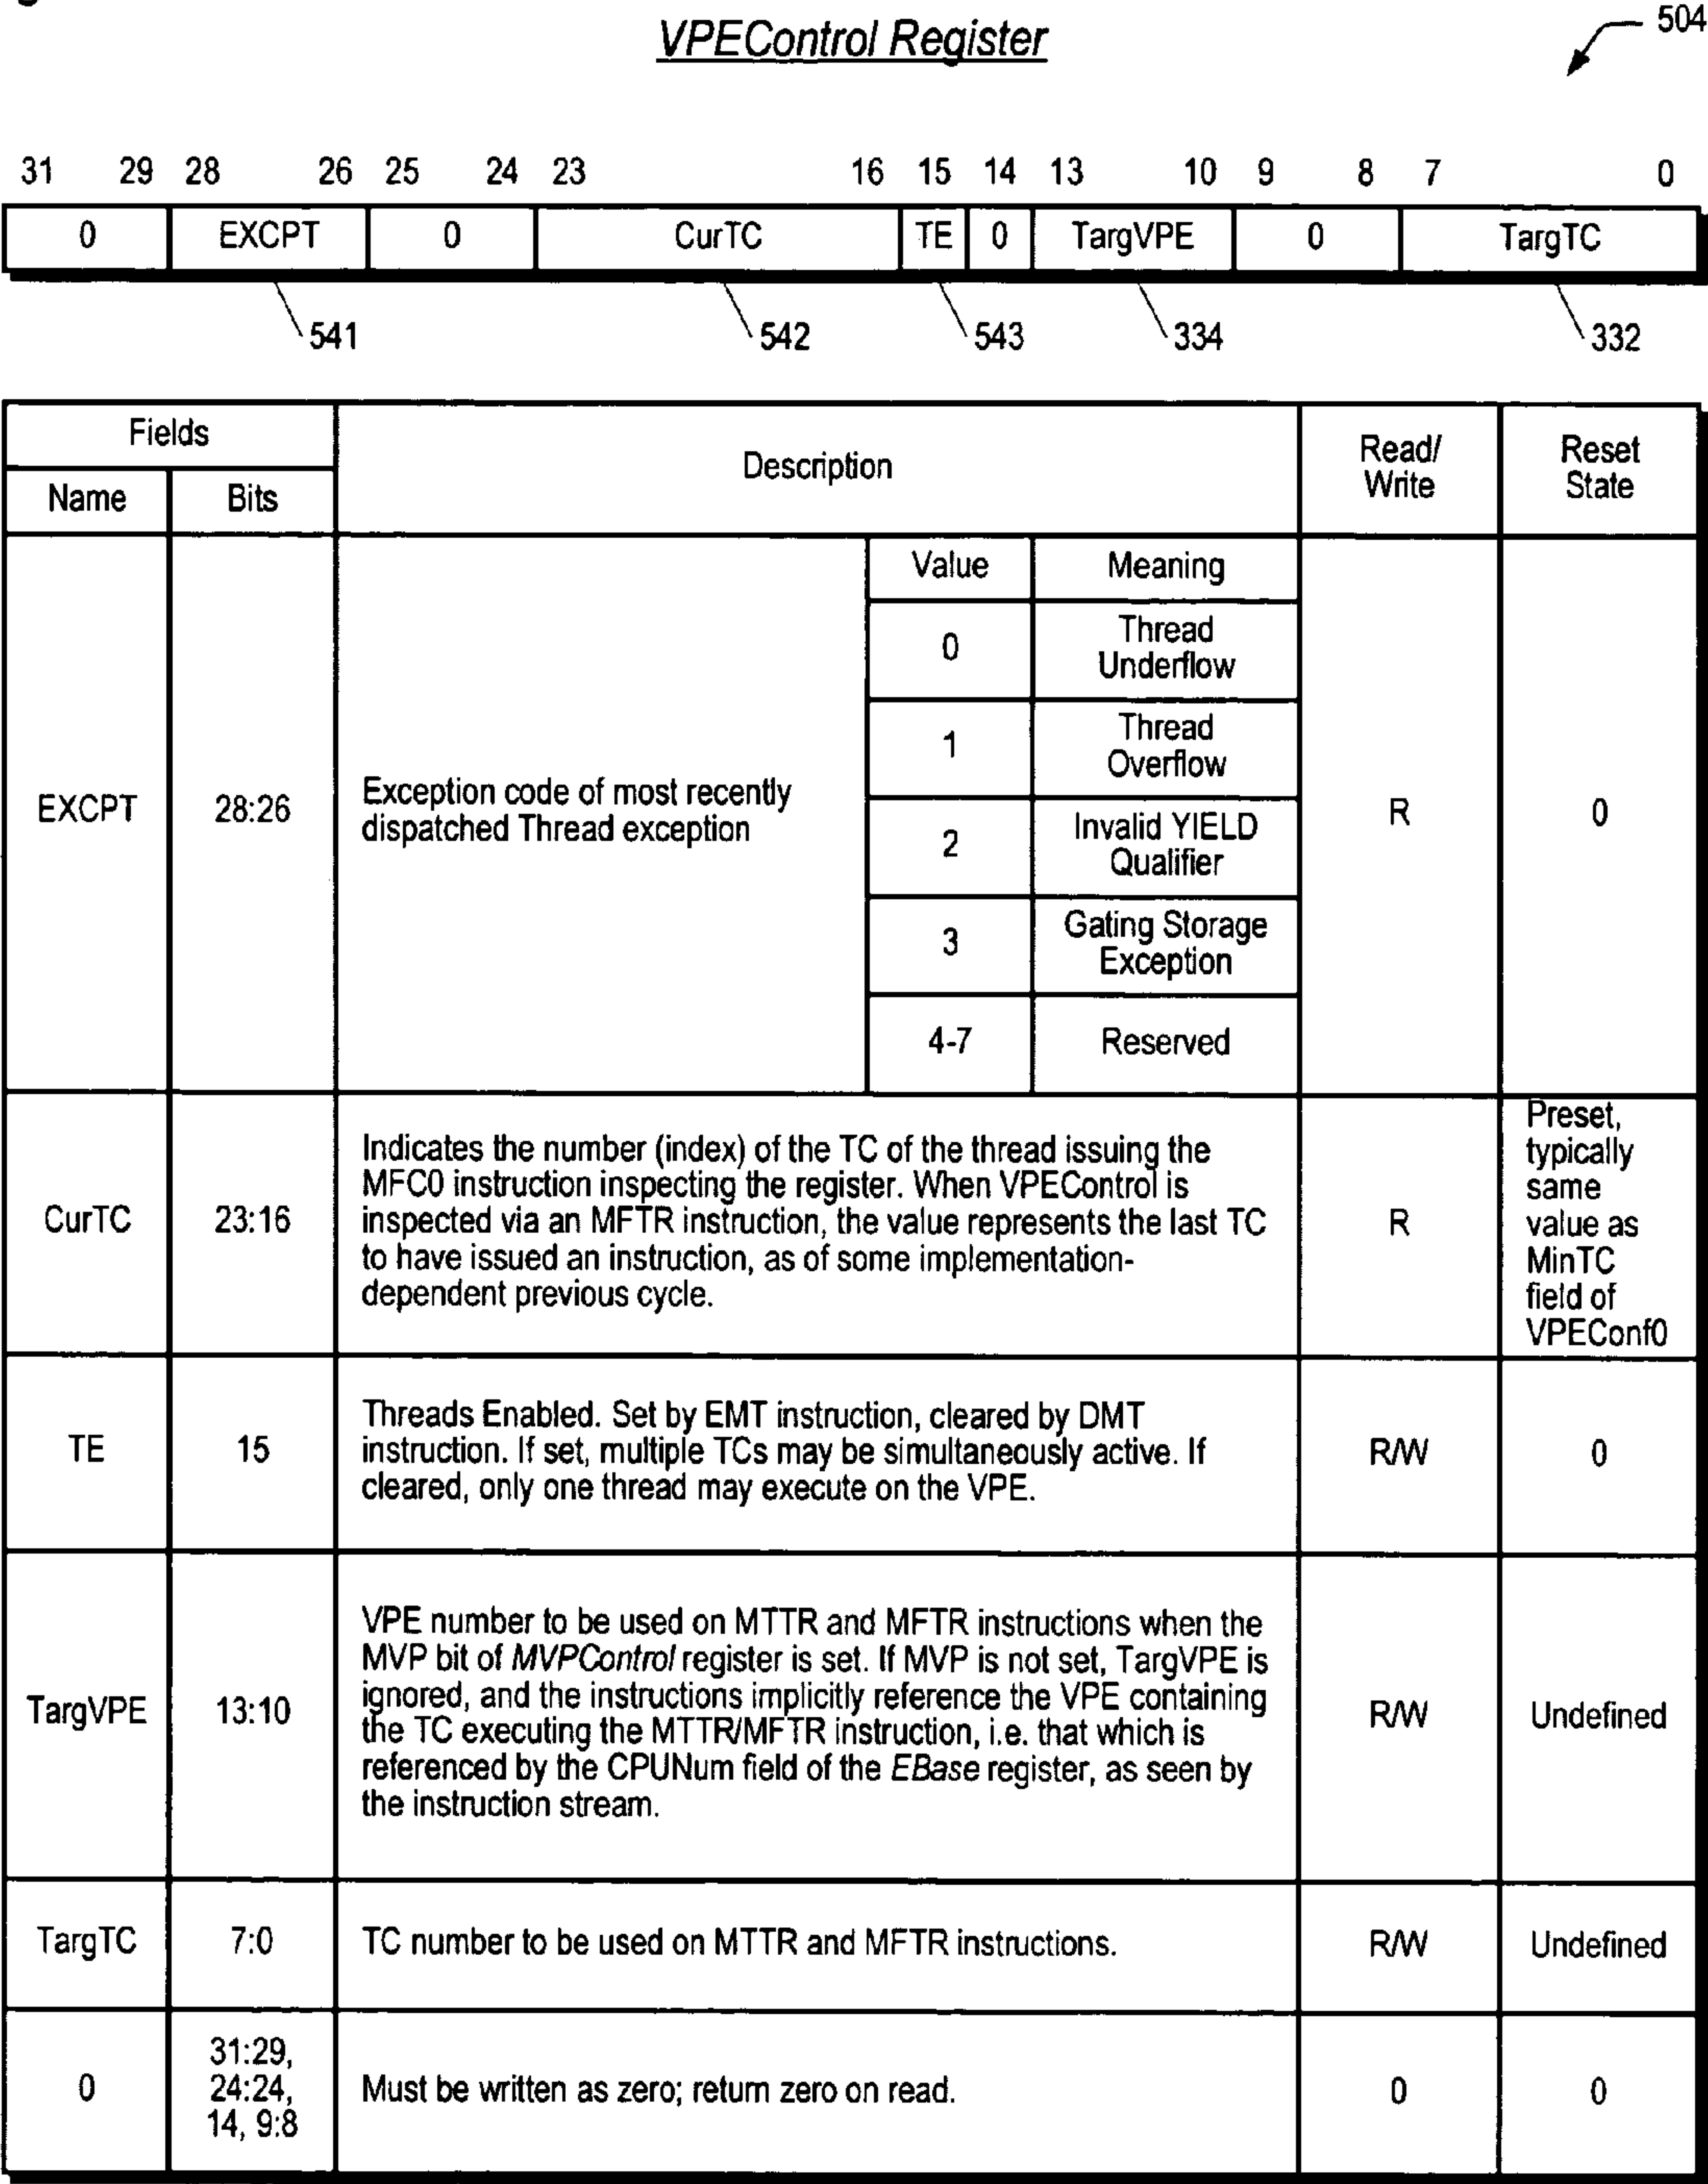 VPEControl Register
504
31 29 28 26 25 24 23 16 15 14 13 10 9 8 7 0
0 EXCPT 0 CurTC TE 0 TargVPE 0 TargTC
541 542 543 334 332
Fields
Description
Read/
Write
Reset
State
Name Bits
Value Meaning
0 Thread
Underflow
1 Thread
Overflow
EXCPT 28:26 Exception code of most recently
dispatched Thread exception
2 Invalid YIELD
Qualifier
R 0
3 Gating Storage
Exception
4-7 Reserved
CurTC 23:16
Indicates the number (index) of the TC of the thread issuing the
MFC0 instruction inspecting the register. When VPEControl is
inspected via an MFTR instruction, the value represents the last TC
to have issued an instruction, as of some implementation-
dependent previous cycle.
R
Preset,
typically
same
value as
MinTC
field of
VPEConf0
TE 15
Threads Enabled. Set by EMT instruction, cleared by DMT
instruction. If set, multiple TCs may be simultaneously active. If
cleared, only one thread may execute on the VPE.
R/W 0
TargVPE 13:10
VPE number to be used on MTTR and MFTR instructions when the
MVP bit of MVPControl register is set. If MVP is not set, TargVPE is
ignored, and the instructions implicitly reference the VPE containing
the TC executing the MTTR/MFTR instruction, i.e. that which is
referenced by the CPUNum field of the EBase register, as seen by
the instruction stream.
R/W Undefined
TargTC 7:0 TC number to be used on MTTR and MFTR instructions. R/W Undefined
0
31:29,
24:24,
14, 9:8
Must be written as zero; return zero on read. 0 0